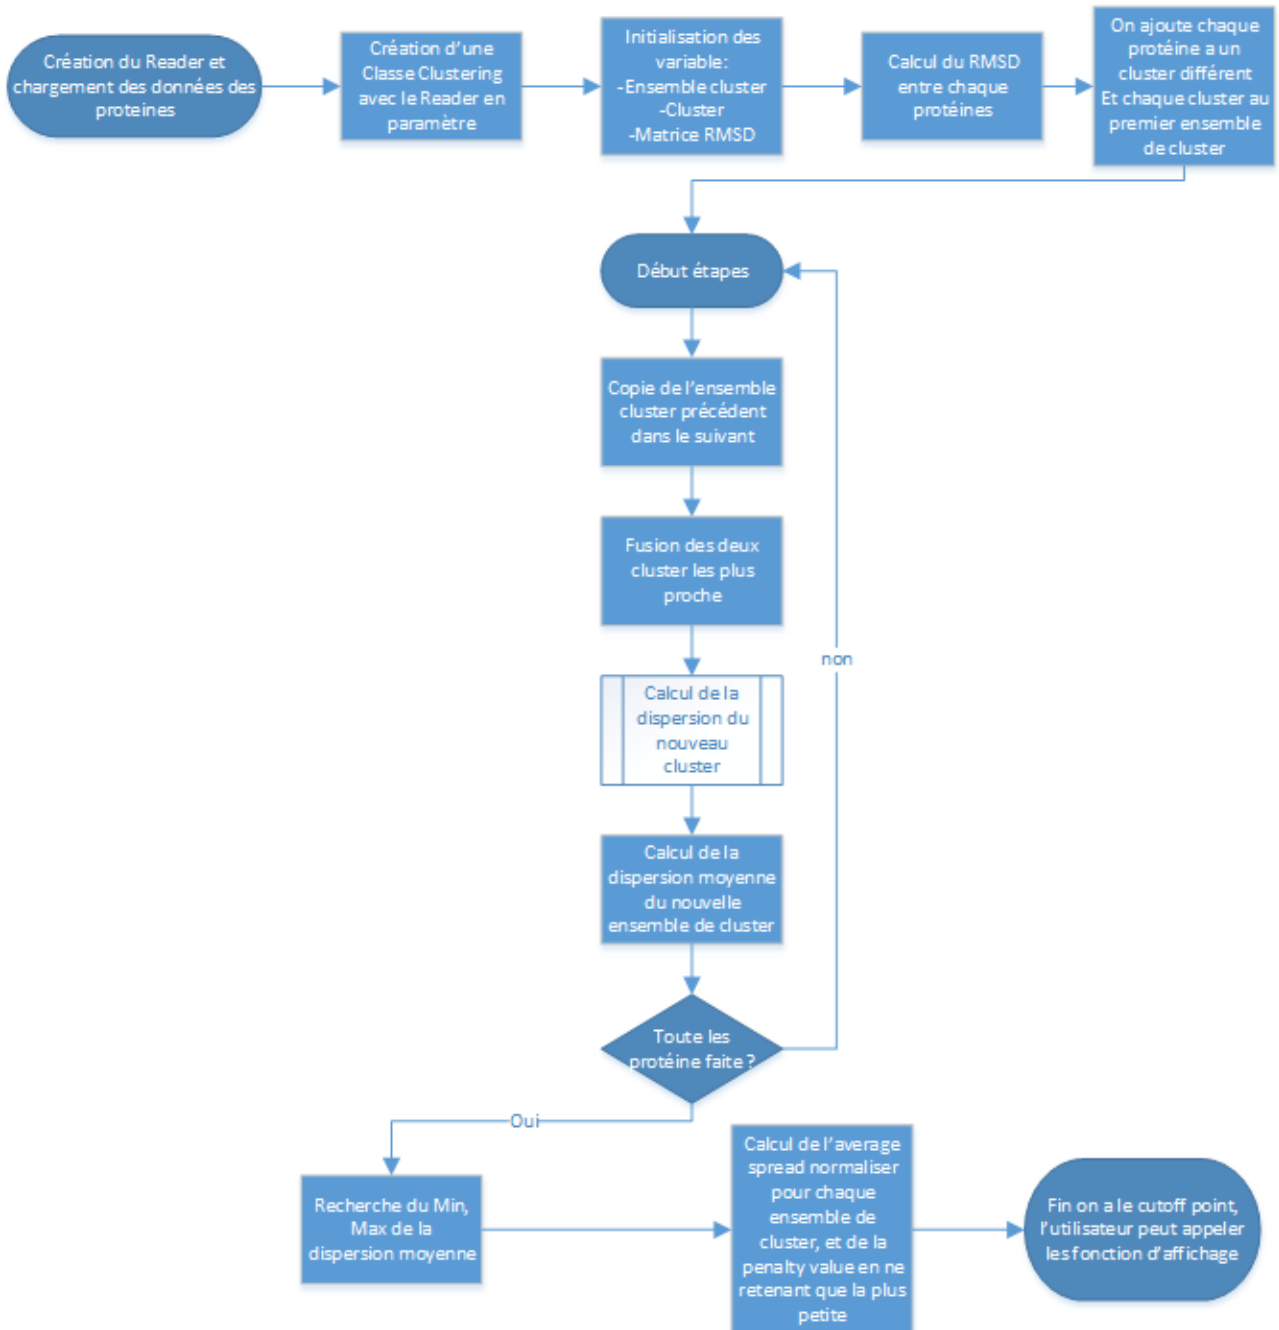 Création du Reader et
chargement des données des
proteines
Création d'une
Classe Clustering
avec le Reader en
paramètre
Initialisation des
variable:
-Ensemble cluster
-Cluster
-Matrice RMSD
Calcul du RMSD
entre chaque
protéines
On ajoute chaque
protéine a un
cluster différent
Et chaque cluster au
premier ensemble
de cluster
Début étapes
Copie de l'ensemble
cluster précédent
dans le suivant
Fusion des deux
cluster les plus
proche
non
Calcul de la
dispersion du
nouveau
cluster
Calcul de la
dispersion moyenne
du nouvelle
ensemble de cluster
Toute les
protéine faite ?
Oui
Recherche du Min,
Max de la
dispersion moyenne
Calcul de l'average
spread normaliser
pour chaque
ensemble de
cluster, et de la
penalty value en ne
retenant que la plus
petite
Fin on a le cutoff point,
l'utilisateur peut appeler
les fonction d'affichage